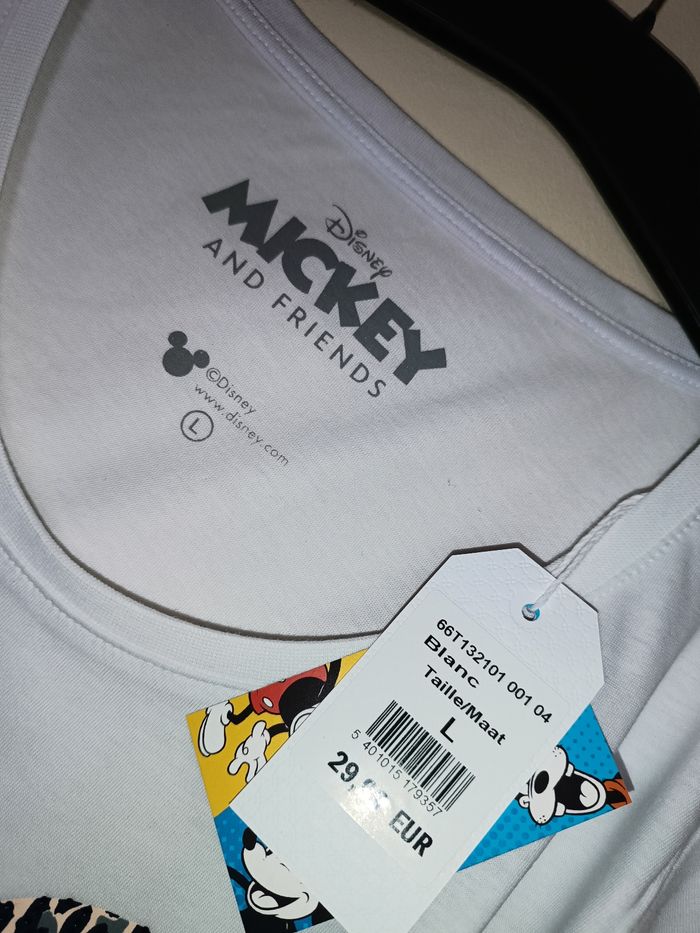 Disney
MICKEY
AND FRIENDS
©Disney
www.disney.com
L
66T132101 001 04
Blanc
Taille/Maat
L
5 401015 179357
EUR